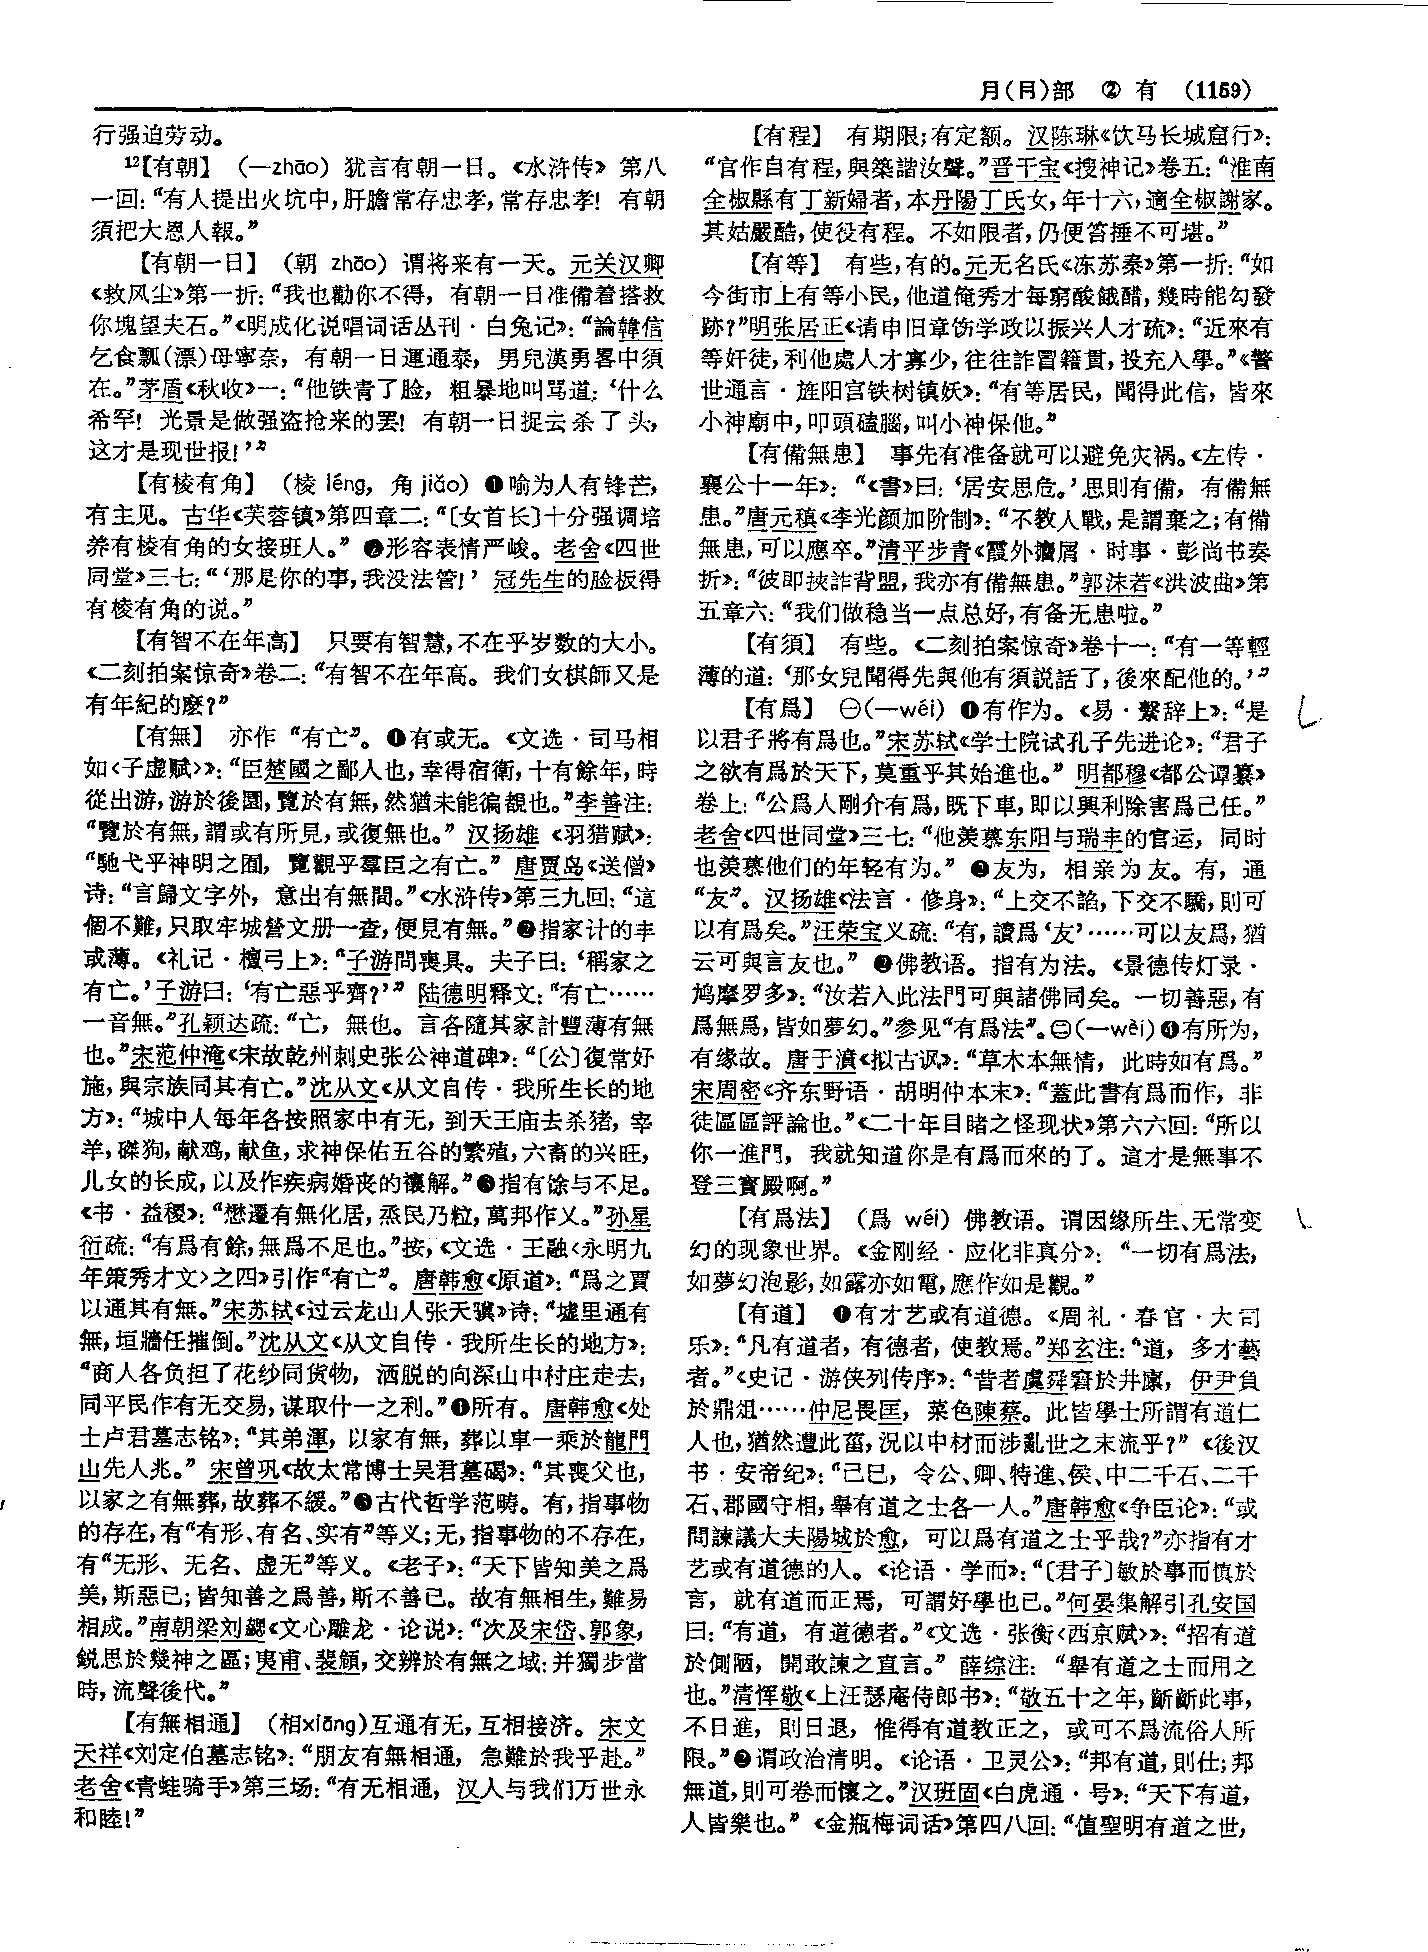 月(⺝)部　② 有　(1159)
行强迫劳动。
12【有朝】　(—zhāo) 犹言有朝一日。《水浒传》第八
一回：“有人提出火坑中，肝膽常存忠孝，常存忠孝！有朝
須把大恩人報。”
【有朝一日】　(朝 zhāo) 谓将来有一天。元关汉卿
《救风尘》第一折：“我也勸你不得，有朝一日准備着搭救
你塊望夫石。”《明成化说唱词话丛刊·白兔记》：“論韓信
乞食飄(漂)母寧奈，有朝一日運通泰，男兒漢勇畧中須
在。”茅盾《秋收》一：“他铁青了脸，粗暴地叫骂道：‘什么
希罕！光景是做强盗抢来的罢！有朝一日捉去杀了头，
这才是现世报！’”
【有棱有角】　(棱 léng，角 jiǎo) ❶喻为人有锋芒，
有主见。古华《芙蓉镇》第四章二：“〔女首长〕十分强调培
养有棱有角的女接班人。”❷形容表情严峻。老舍《四世
同堂》三七：“‘那是你的事，我没法管！’冠先生的脸板得
有棱有角的说。”
【有智不在年高】　只要有智慧，不在乎岁数的大小。
《二刻拍案惊奇》卷二：“有智不在年高。我们女棋師又是
有年紀的麽？”
【有無】　亦作“有亡”。❶有或无。《文选·司马相
如〈子虚赋〉》：“臣楚國之鄙人也，幸得宿衛，十有餘年，時
從出游，游於後園，覽於有無，然猶未能徧覩也。”李善注：
“覽於有無，謂或有所見，或復無也。”汉扬雄《羽猎赋》：
“馳弋乎神明之囿，覽觀乎羣臣之有亡。”唐贾岛《送僧》
诗：“言歸文字外，意出有無間。”《水浒传》第三九回：“這
個不難，只取牢城營文册一查，便見有無。”❷指家计的丰
或薄。《礼记·檀弓上》：“子游問喪具。夫子曰：‘稱家之
有亡。’子游曰：‘有亡惡乎齊？’”陆德明释文：“有亡……
一音無。”孔颖达疏：“亡，無也。言各隨其家計豐薄有無
也。”宋范仲淹《宋故乾州刺史张公神道碑》：“〔公〕復常好
施，與宗族同其有亡。”沈从文《从文自传·我所生长的地
方》：“城中人每年各按照家中有无，到天王庙去杀猪，宰
羊，磔狗，献鸡，献鱼，求神保佑五谷的繁殖，六畜的兴旺，
儿女的长成，以及作疾病婚丧的禳解。”❸指有馀与不足。
《书·益稷》：“懋遷有無化居，烝民乃粒，萬邦作乂。”孙星
衍疏：“有爲有餘，無爲不足也。”按，《文选·王融〈永明九
年策秀才文〉之四》引作“有亡”。唐韩愈《原道》：“爲之賈
以通其有無。”宋苏轼《过云龙山人张天骥》诗：“墟里通有
無，垣牆任摧倒。”沈从文《从文自传·我所生长的地方》：
“商人各负担了花纱同货物，洒脱的向深山中村庄走去，
同平民作有无交易，谋取什一之利。”❹所有。唐韩愈《处
士卢君墓志铭》：“其弟渾，以家有無，葬以車一乘於龍門
山先人兆。”宋曾巩《故太常博士吴君墓碣》：“其喪父也，
以家之有無葬，故葬不緩。”❺古代哲学范畴。有，指事物
的存在，有“有形、有名、实有”等义；无，指事物的不存在，
有“无形、无名、虚无”等义。《老子》：“天下皆知美之爲
美，斯惡已；皆知善之爲善，斯不善已。故有無相生，難易
相成。”南朝梁刘勰《文心雕龙·论说》：“次及宋岱、郭象，
鋭思於幾神之區；夷甫、裴頠，交辨於有無之域：并獨步當
時，流聲後代。”
【有無相通】　(相xiāng)互通有无，互相接济。宋文
天祥《刘定伯墓志铭》：“朋友有無相通，急難於我乎赴。”
老舍《青蛙骑手》第三场：“有无相通，汉人与我们万世永
和睦！”
【有程】　有期限；有定额。汉陈琳《饮马长城窟行》：
“官作自有程，與築諧汝聲。”晋干宝《搜神记》卷五：“淮南
全椒縣有丁新婦者，本丹陽丁氏女，年十六，適全椒謝家。
其姑嚴酷，使役有程。不如限者，仍便笞捶不可堪。”
【有等】　有些，有的。元无名氏《冻苏秦》第一折：“如
今街市上有等小民，他道俺秀才每窮酸餓醋，幾時能勾發
跡？”明张居正《请申旧章饬学政以振兴人才疏》：“近來有
等奸徒，利他處人才寡少，往往詐冒籍貫，投充入學。”《警
世通言·旌阳宫铁树镇妖》：“有等居民，聞得此信，皆來
小神廟中，叩頭磕腦，叫小神保他。”
【有備無患】　事先有准备就可以避免灾祸。《左传·
襄公十一年》：“《書》曰：‘居安思危。’思則有備，有備無
患。”唐元稹《李光颜加阶制》：“不教人戰，是謂棄之；有備
無患，可以應卒。”清平步青《霞外攟屑·时事·彭尚书奏
折》：“彼即挾詐背盟，我亦有備無患。”郭沫若《洪波曲》第
五章六：“我们做稳当一点总好，有备无患啦。”
【有須】　有些。《二刻拍案惊奇》卷十一：“有一等輕
薄的道：‘那女兒聞得先與他有須説話了，後來配他的。’”
【有爲】　㊀(—wéi) ❶有作为。《易·繫辞上》：“是
以君子將有爲也。”宋苏轼《学士院试孔子先进论》：“君子
之欲有爲於天下，莫重乎其始進也。”明都穆《都公谭纂》
卷上：“公爲人剛介有爲，既下車，即以興利除害爲己任。”
老舍《四世同堂》三七：“他羡慕东阳与瑞丰的官运，同时
也羡慕他们的年轻有为。”❷友为，相亲为友。有，通
“友”。汉扬雄《法言·修身》：“上交不諂，下交不驕，則可
以有爲矣。”汪荣宝义疏：“有，讀爲‘友’……可以友爲，猶
云可與言友也。”❸佛教语。指有为法。《景德传灯录·
鸠摩罗多》：“汝若入此法門可與諸佛同矣。一切善惡，有
爲無爲，皆如夢幻。”参见“有爲法”。㊁(—wèi)❹有所为，
有缘故。唐于濆《拟古讽》：“草木本無情，此時如有爲。”
宋周密《齐东野语·胡明仲本末》：“蓋此書有爲而作，非
徒區區評論也。”《二十年目睹之怪现状》第六六回：“所以
你一進門，我就知道你是有爲而來的了。這才是無事不
登三寳殿啊。”
【有爲法】　(爲 wéi) 佛教语。谓因缘所生、无常变
幻的现象世界。《金刚经·应化非真分》：“一切有爲法，
如夢幻泡影，如露亦如電，應作如是觀。”
【有道】　❶有才艺或有道德。《周礼·春官·大司
乐》：“凡有道者，有德者，使教焉。”郑玄注：“道，多才藝
者。”《史记·游侠列传序》：“昔者虞舜窘於井廩，伊尹負
於鼎俎……仲尼畏匡，菜色陳蔡。此皆學士所謂有道仁
人也，猶然遭此菑，況以中材而涉亂世之末流乎？”《後汉
书·安帝纪》：“己巳，令公、卿、特進、侯、中二千石、二千
石、郡國守相，舉有道之士各一人。”唐韩愈《争臣论》：“或
問諫議大夫陽城於愈，可以爲有道之士乎哉？”亦指有才
艺或有道德的人。《论语·学而》：“〔君子〕敏於事而慎於
言，就有道而正焉，可謂好學也已。”何晏集解引孔安国
曰：“有道，有道德者。”《文选·张衡〈西京赋〉》：“招有道
於側陋，開敢諫之直言。”薛综注：“舉有道之士而用之
也。”清恽敬《上汪瑟庵侍郎书》：“敬五十之年，齗齗此事，
不日進，則日退，惟得有道教正之，或可不爲流俗人所
限。”❷谓政治清明。《论语·卫灵公》：“邦有道，則仕；邦
無道，則可卷而懷之。”汉班固《白虎通·号》：“天下有道，
人皆樂也。”《金瓶梅词话》第四八回：“值聖明有道之世，